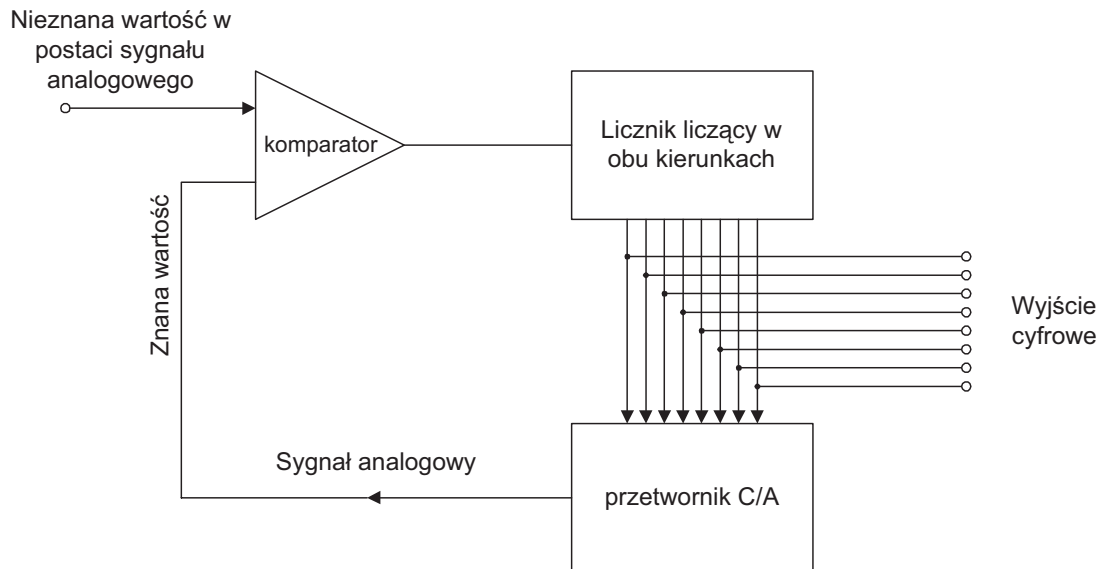 Nieznana wartość w
postaci sygnału
analogowego
komparator
Licznik liczący w
obu kierunkach
Znana wartość
Wyjście
cyfrowe
Sygnał analogowy
przetwornik C/A